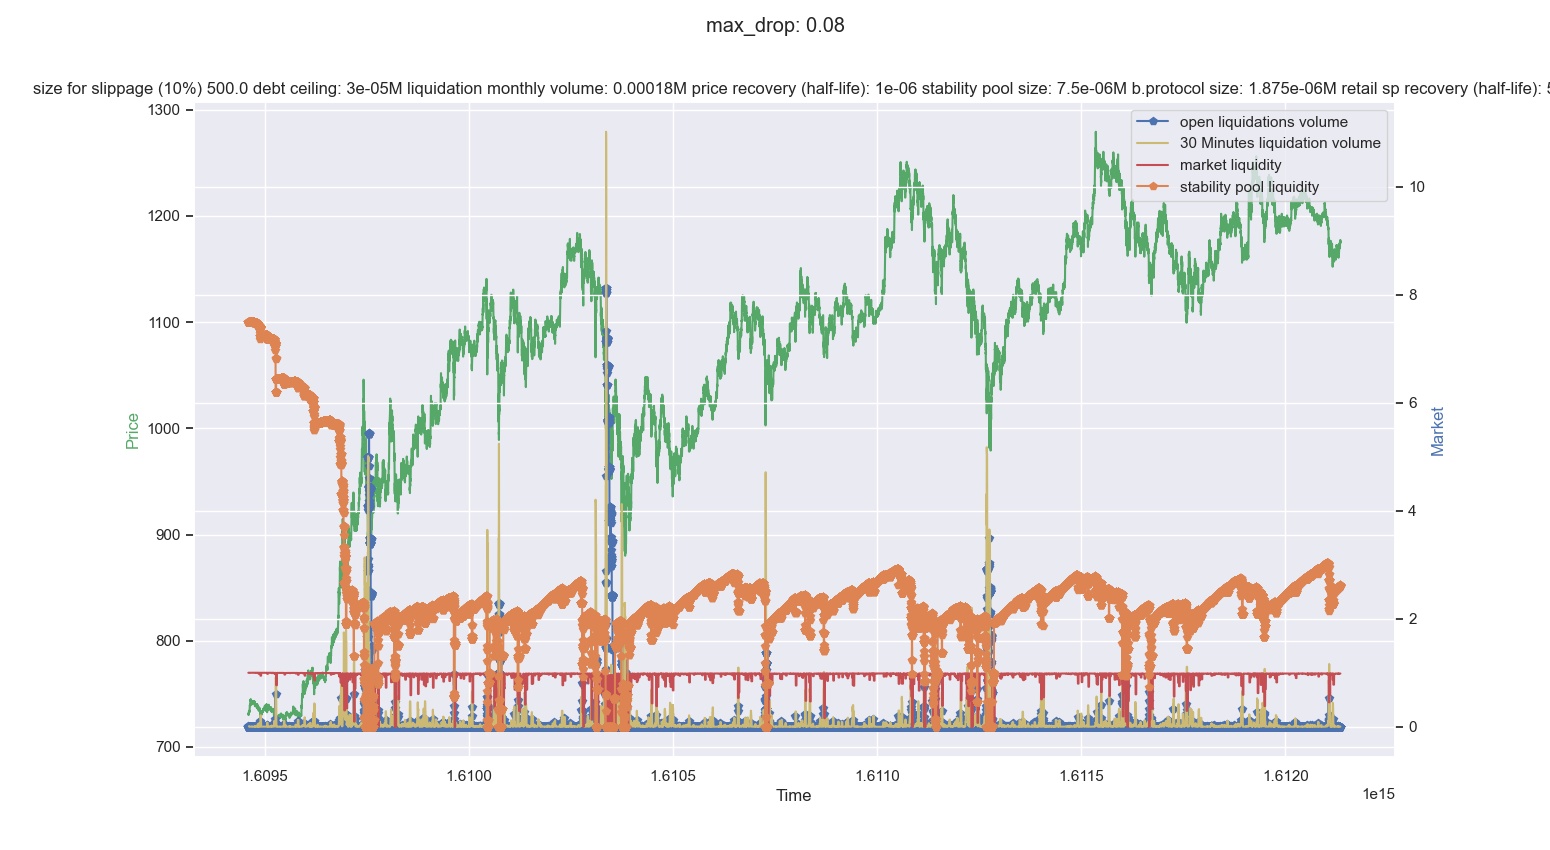 max_drop: 0.08
size for slippage (10%) 500.0 debt ceiling: 3e-05M liquidation monthly volume: 0.00018M price recovery (half-life): 1e-06 stability pool size: 7.5e-06M b.protocol size: 1.875e-06M retail sp recovery (half-life):
1300
1200
1100
1000
900
800
700
Price
open liquidations volume
30 Minutes liquidation volume
market liquidity
stability pool liquidity
10
8
6
4
2
0
Market
1.6095
1.6100
1.6105
1.6110
1.6115
1.6120
1e15
Time